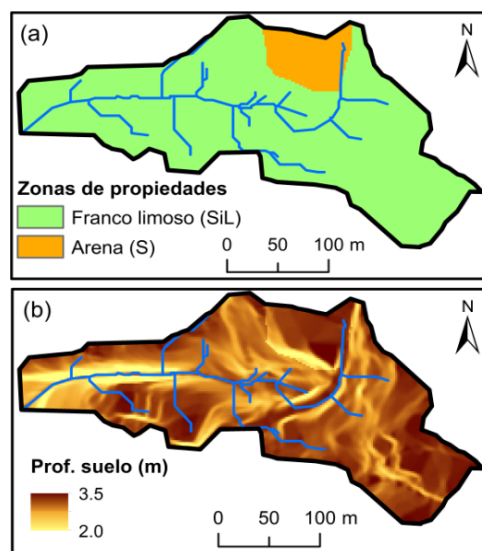 (a)
N
Zonas de propiedades
Franco limoso (SiL)
Arena (S)
0 50 100 m
(b)
N
Prof. suelo (m)
3.5
2.0
0 50 100 m